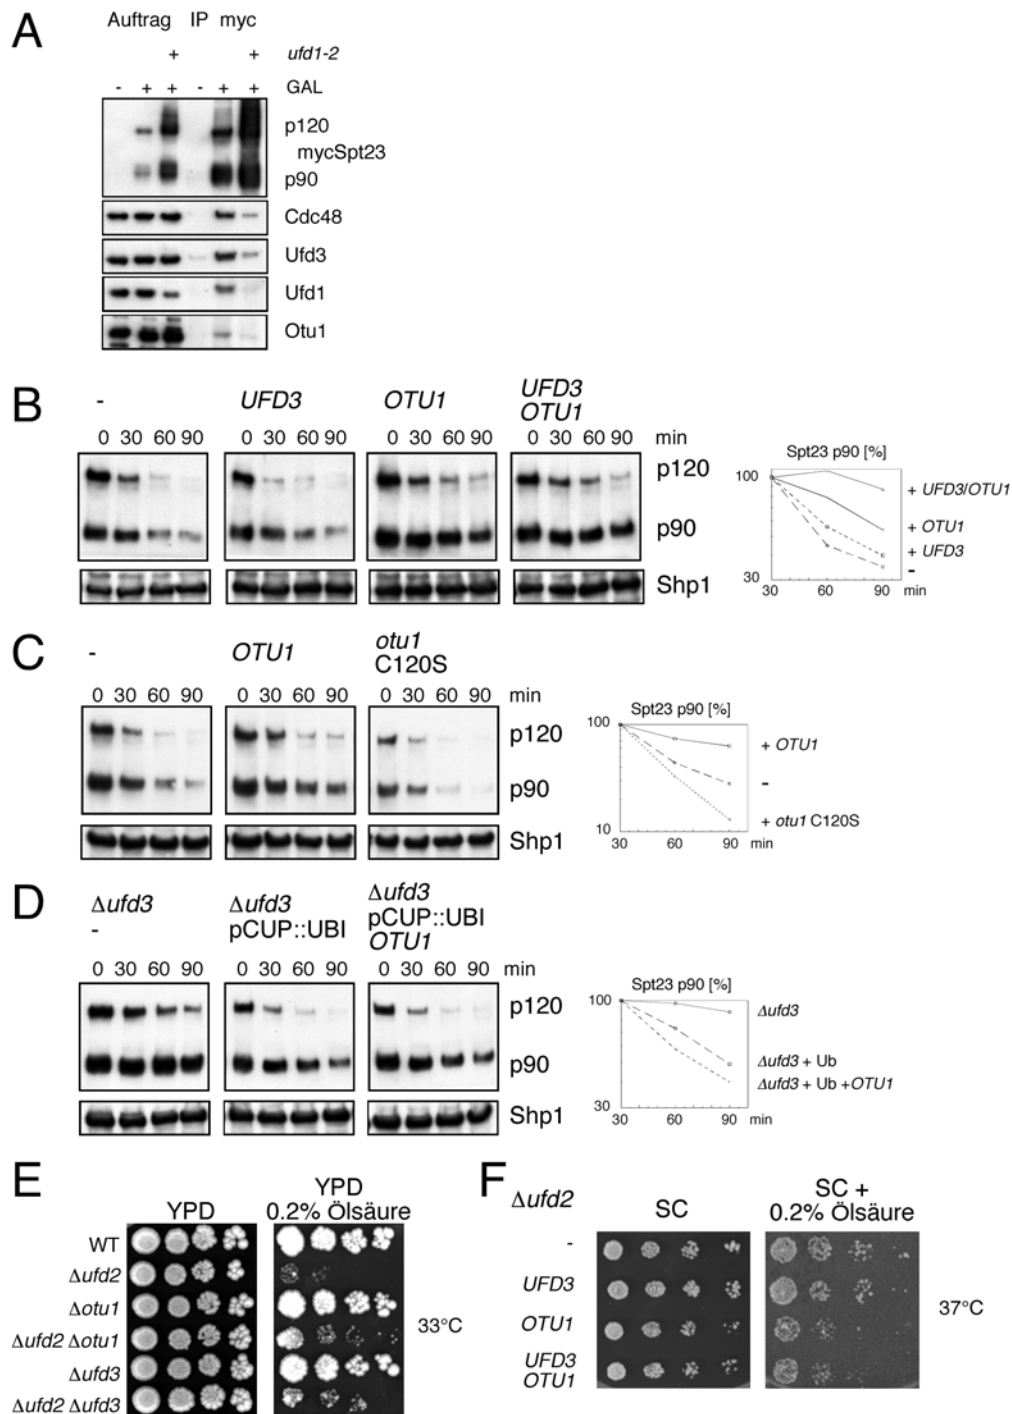 A
Auftrag IP myc
+ + ufd1-2
- + + - + + GAL
p120
mycSpt23
p90
Cdc48
Ufd3
Ufd1
Otu1
B
- UFD3 OTU1 UFD3
OTU1
0 30 60 90 0 30 60 90 0 30 60 90 0 30 60 90 min
p120
p90
Shp1
Spt23 p90 [%]
100
30
30 60 90 min
+ UFD3/OTU1
+ OTU1
+ UFD3
-
C
- OTU1 otu1
C120S
0 30 60 90 0 30 60 90 0 30 60 90 min
p120
p90
Shp1
Spt23 p90 [%]
100
10
30 60 90 min
+ OTU1
-
+ otu1 C120S
D
Δufd3
-
Δufd3
pCUP::UBI
Δufd3
pCUP::UBI
OTU1
0 30 60 90 0 30 60 90 0 30 60 90 min
p120
p90
Shp1
Spt23 p90 [%]
100
30
30 60 90 min
Δufd3
Δufd3 + Ub
Δufd3 + Ub +OTU1
E
YPD
YPD
0.2% Ölsäure
WT
Δufd2
Δotu1
Δufd2 Δotu1
Δufd3
Δufd2 Δufd3
33°C
F
Δufd2
SC
SC +
0.2% Ölsäure
-
UFD3
OTU1
UFD3
OTU1
37°C